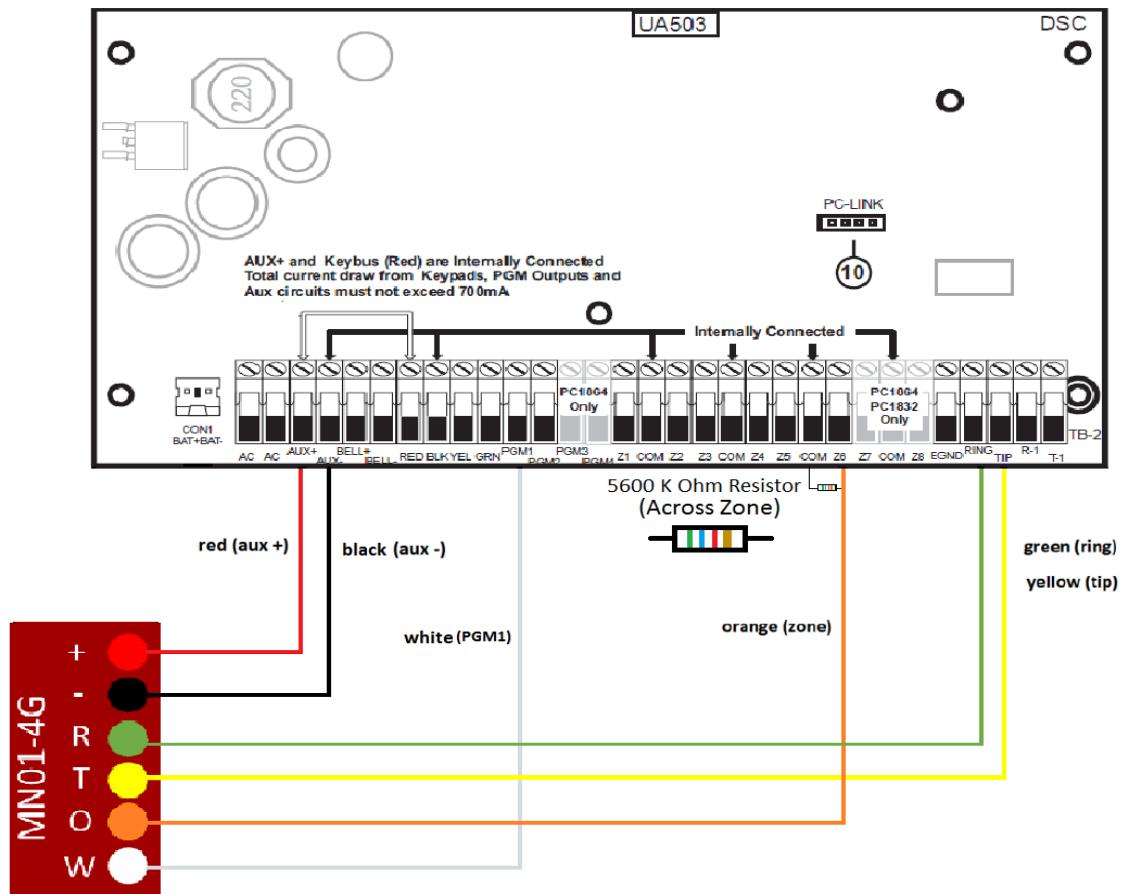 UA503
DSC
220
PC-LINK
10
AUX+ and Keybus (Red) are Internally Connected
Total current draw from Keypads, PGM Outputs and
Aux circuits must not exceed 700mA
Internally Connected
PC1864
Only
PC1864
PC1832
Only
CON1
BAT+BAT-
TB-2
AC AC AUX+ AUX- BELL+ BELL- RED BLK YEL GRN PGM1 PGM2 PGM3 PGM4 Z1 COM Z2 Z3 COM Z4 Z5 COM Z6 Z7 COM Z8 EGND RING TIP R-1 T-1
5600 K Ohm Resistor
(Across Zone)
red (aux +)
black (aux -)
green (ring)
yellow (tip)
white (PGM1)
orange (zone)
MN01-4G
+
-
R
T
O
W